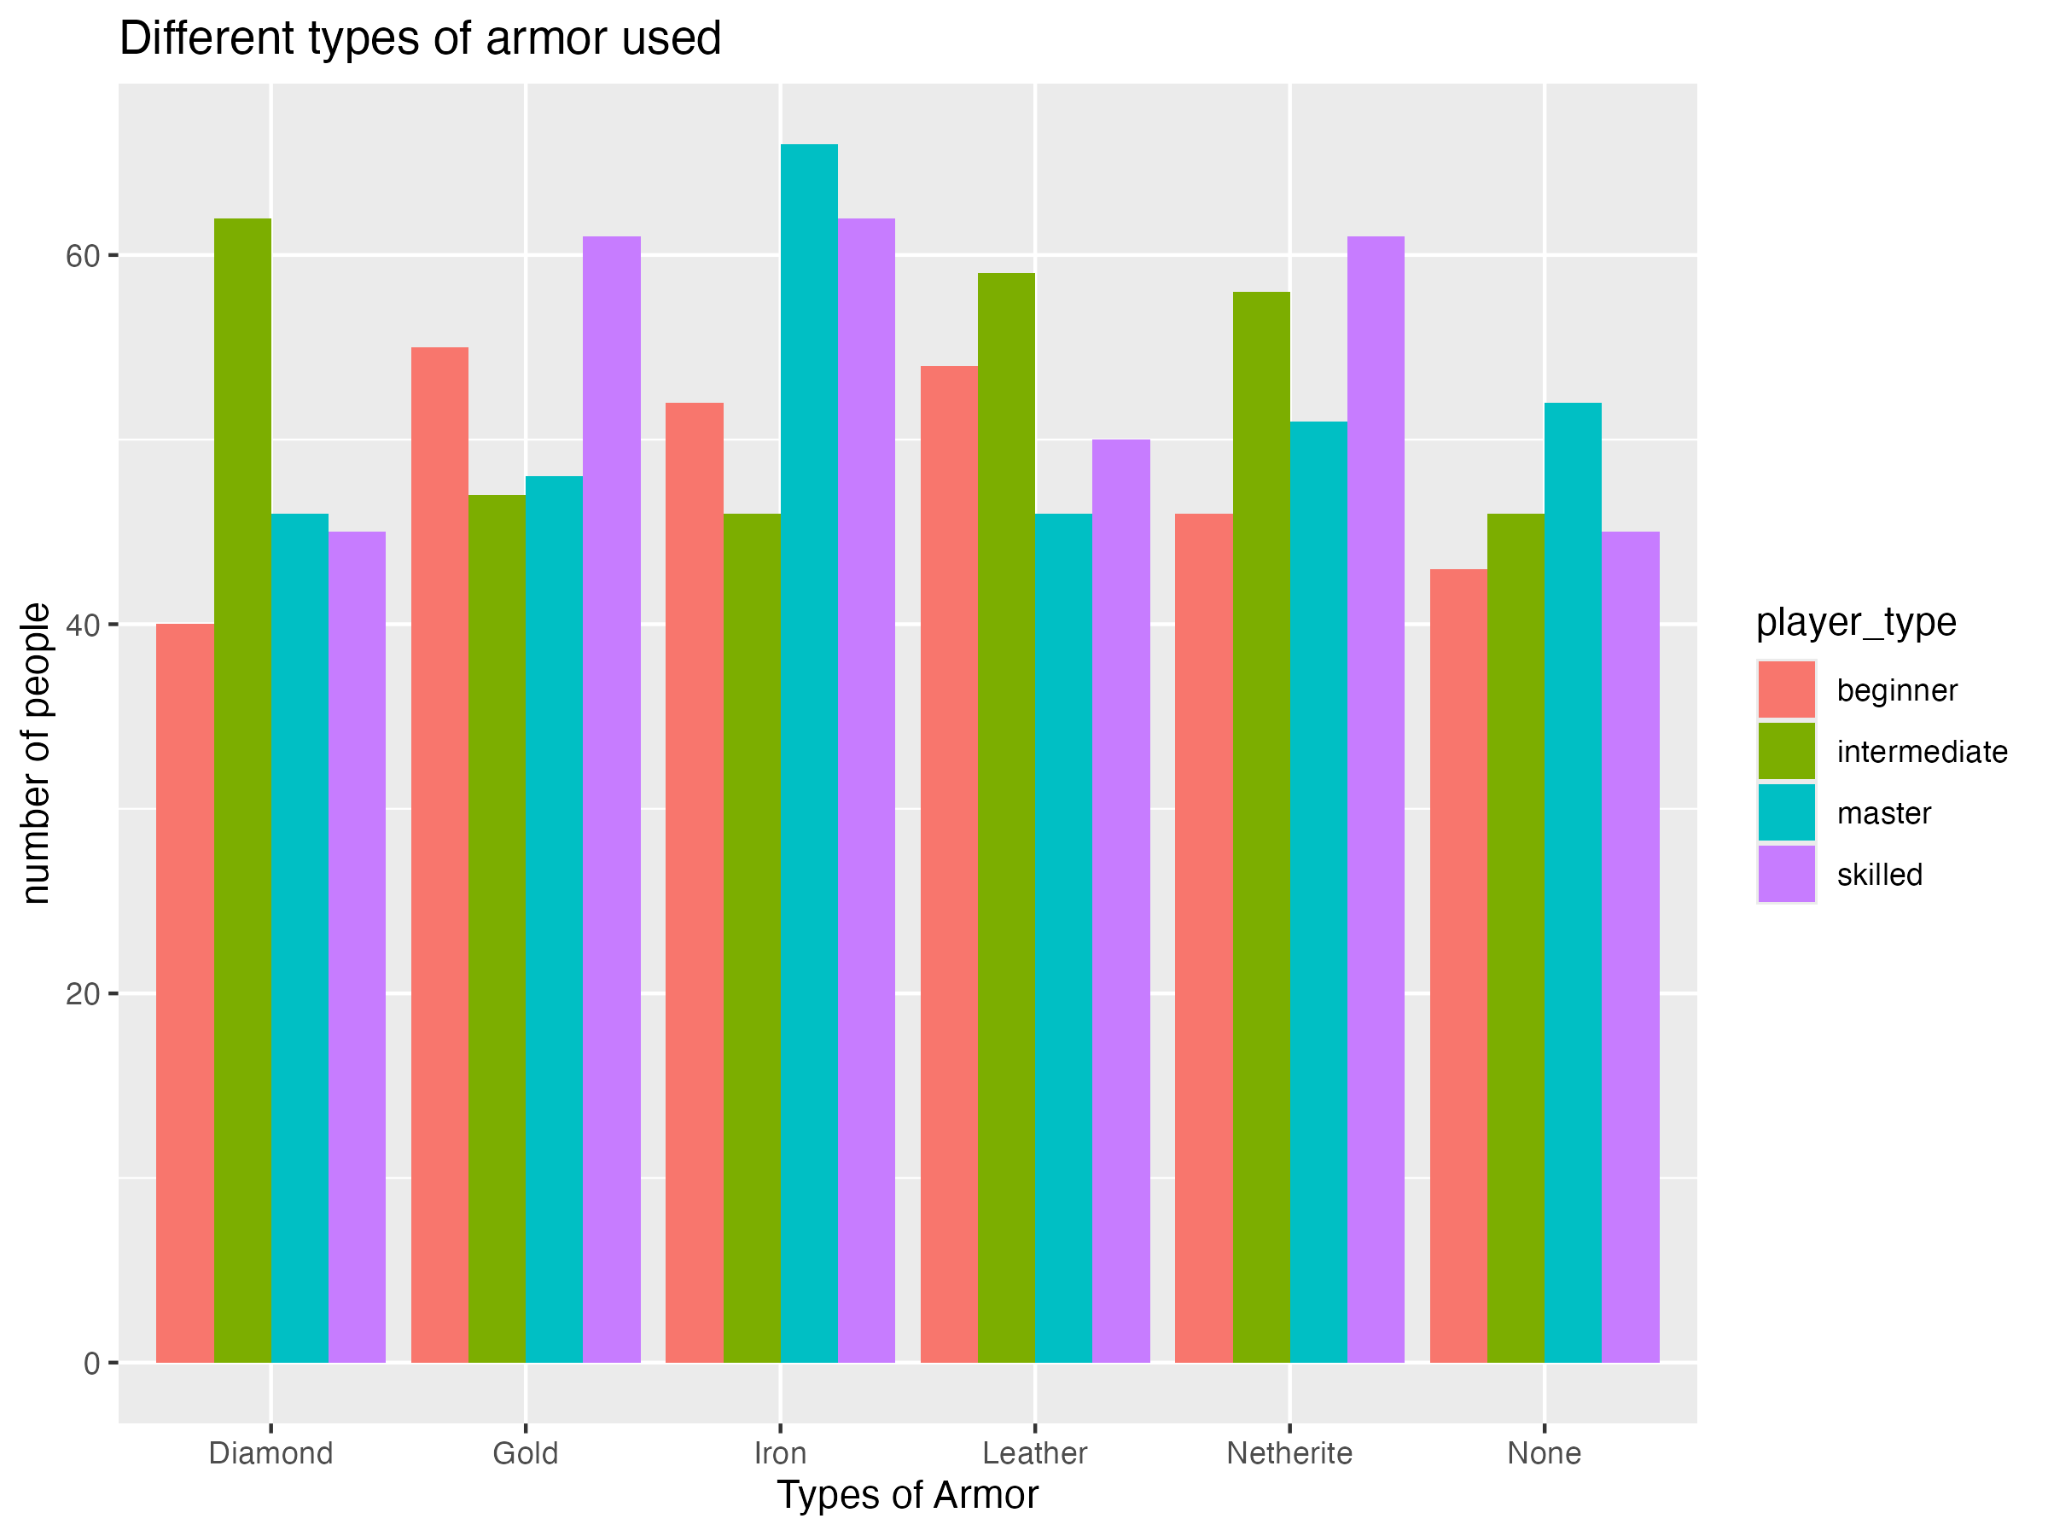 Different types of armor used
number of people
60
40
20
0
Diamond
Gold
Iron
Leather
Netherite
None
Types of Armor
player_type
beginner
intermediate
master
skilled